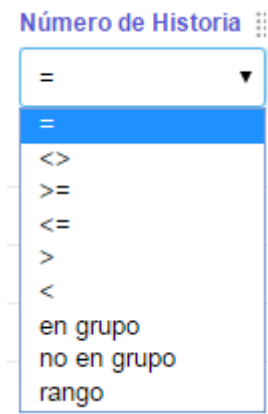 Número de Historia
=
=
<>
>=
<=
>
<
en grupo
no en grupo
rango